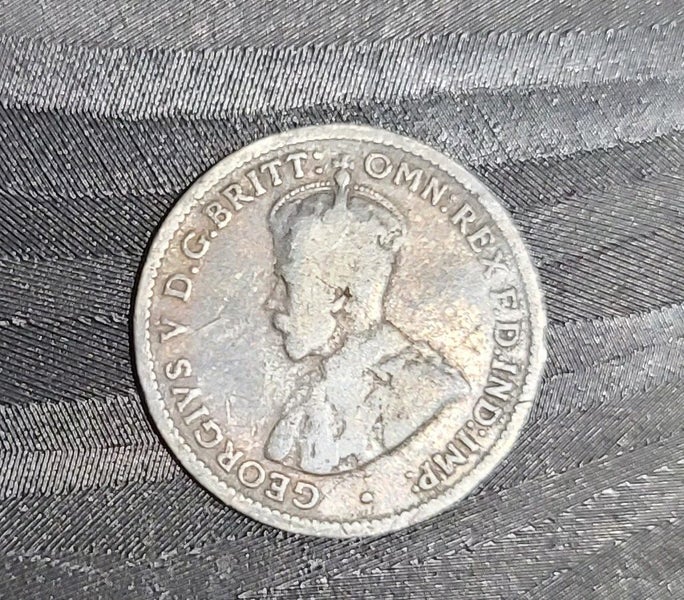 GEORGIVS V D.G.BRITT: OMN:REX F.D.IND:IMP: